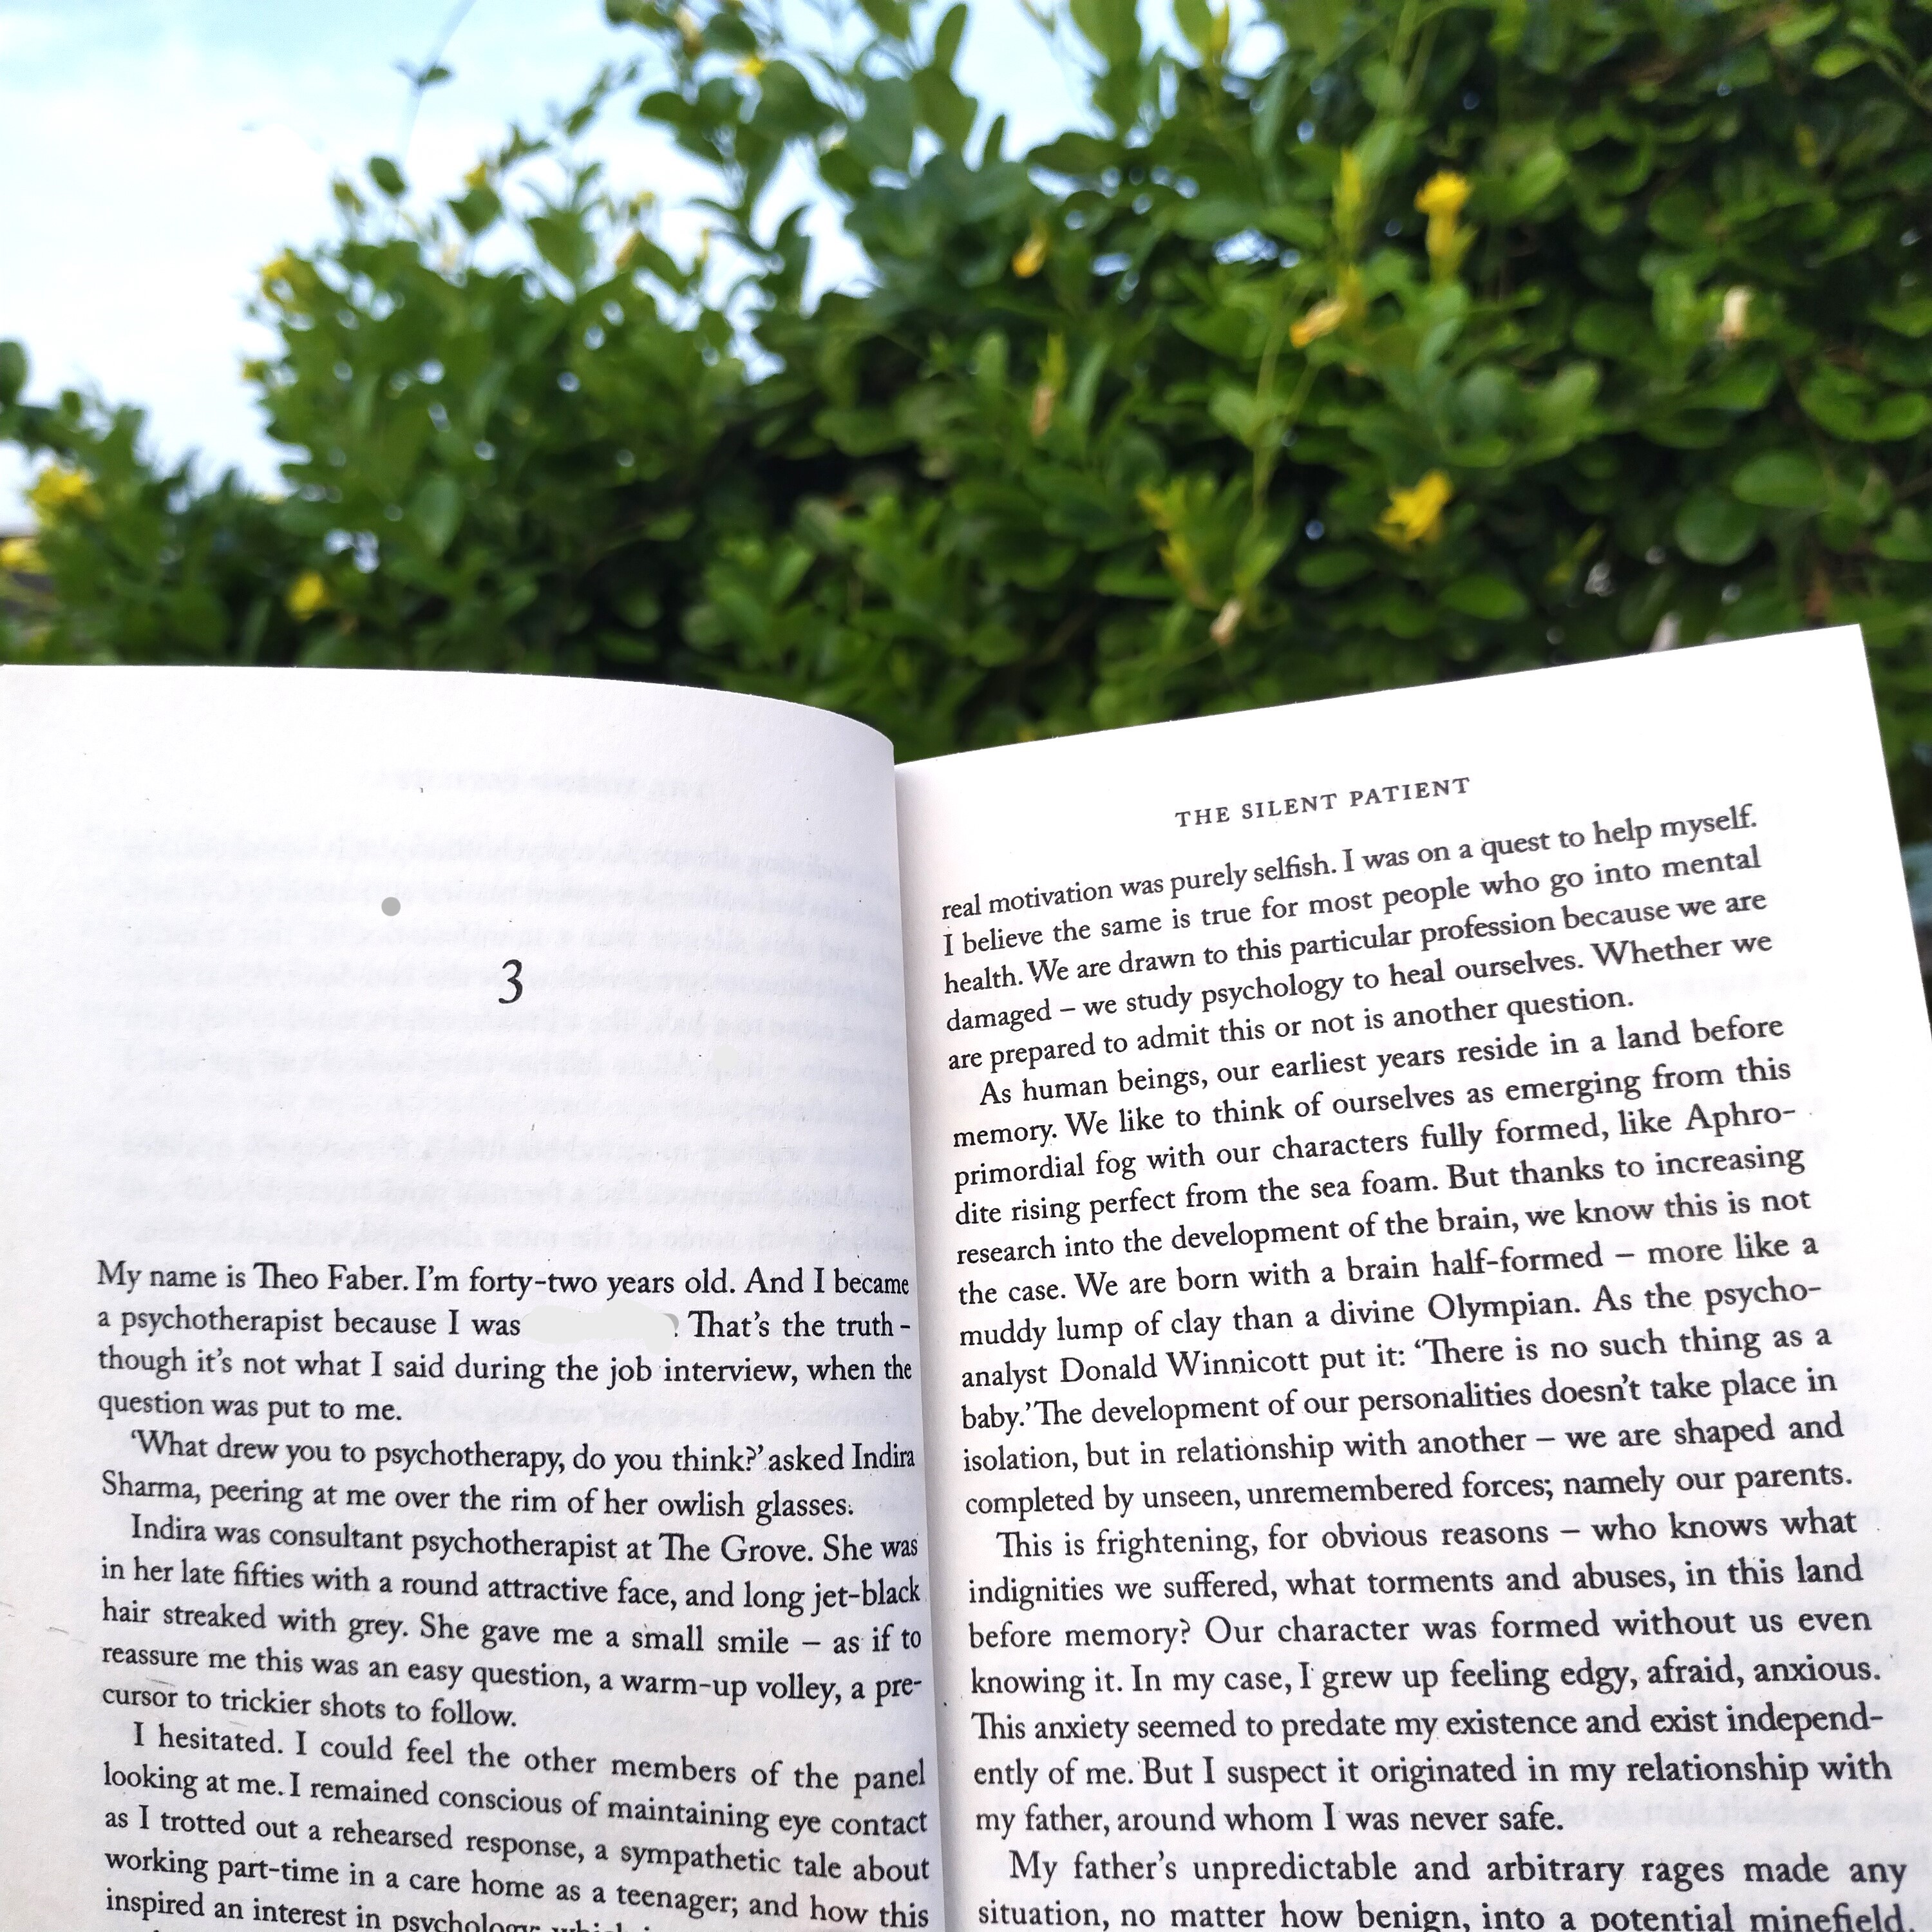 3
My name is Theo Faber. I'm forty-two years old. And I became
a psychotherapist because I was . That's the truth -
though it's not what I said during the job interview, when the
question was put to me.
'What drew you to psychotherapy, do you think?' asked Indira
Sharma, peering at me over the rim of her owlish glasses.
Indira was consultant psychotherapist at The Grove. She was
in her late fifties with a round attractive face, and long jet-black
hair streaked with grey. She gave me a small smile – as if to
reassure me this was an easy question, a warm-up volley, a pre-
cursor to trickier shots to follow.
I hesitated. I could feel the other members of the panel
looking at me. I remained conscious of maintaining eye contact
as I trotted out a rehearsed response, a sympathetic tale about
working part-time in a care home as a teenager; and how this
inspired an interest in psychology, which
THE SILENT PATIENT
real motivation was purely selfish. I was on a quest to help myself.
I believe the same is true for most people who go into mental
health. We are drawn to this particular profession because we are
damaged – we study psychology to heal ourselves. Whether we
are prepared to admit this or not is another question.
As human beings, our earliest years reside in a land before
memory. We like to think of ourselves as emerging from this
primordial fog with our characters fully formed, like Aphro-
dite rising perfect from the sea foam. But thanks to increasing
research into the development of the brain, we know this is not
the case. We are born with a brain half-formed – more like a
muddy lump of clay than a divine Olympian. As the psycho-
analyst Donald Winnicott put it: 'There is no such thing as a
baby.' The development of our personalities doesn't take place in
isolation, but in relationship with another – we are shaped and
completed by unseen, unremembered forces; namely our parents.
This is frightening, for obvious reasons – who knows what
indignities we suffered, what torments and abuses, in this land
before memory? Our character was formed without us even
knowing it. In my case, I grew up feeling edgy, afraid, anxious.
This anxiety seemed to predate my existence and exist independ-
ently of me. But I suspect it originated in my relationship with
my father, around whom I was never safe.
My father's unpredictable and arbitrary rages made any
situation, no matter how benign, into a potential minefield.